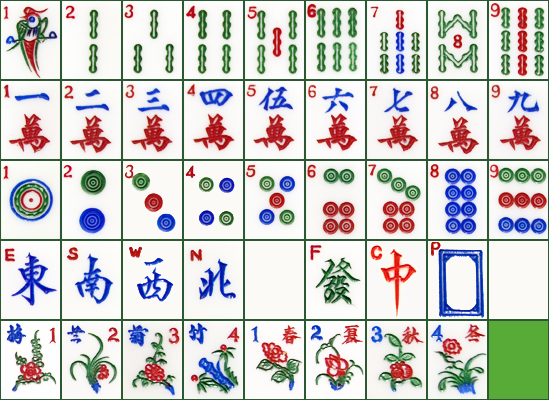 1 2 3 4 5 6 7 8 9
1 一 萬 2 二 萬 3 三 萬 4 四 萬 5 伍 萬 6 六 萬 7 七 萬 8 八 萬 9 九 萬
1 2 3 4 5 6 7 8 9
E 東 S 南 W 西 N 北 F 發 C 中 P
梅 1 兰 2 菊 3 竹 4 1 春 2 夏 3 秋 4 冬